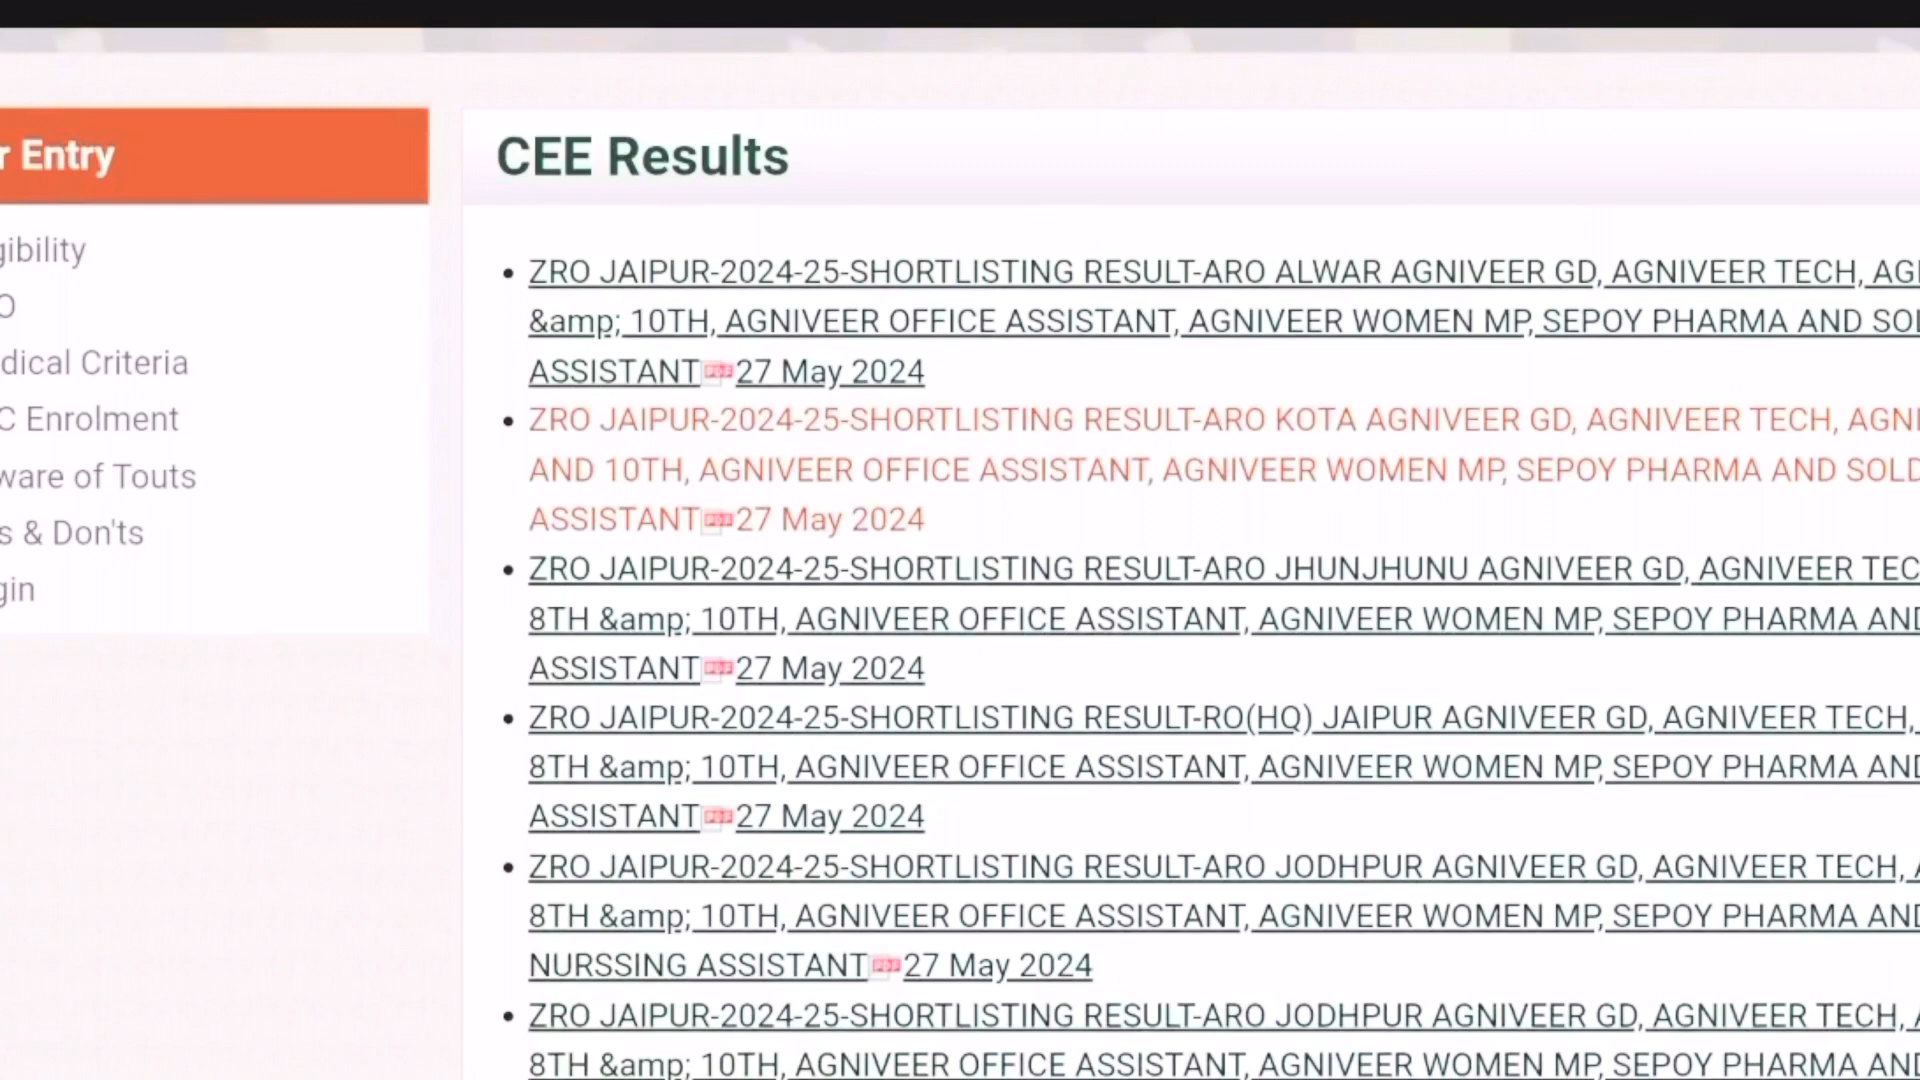 r Entry
gibility
O
dical Criteria
C Enrolment
ware of Touts
s & Don'ts
gin
CEE Results
ZRO JAIPUR-2024-25-SHORTLISTING RESULT-ARO ALWAR AGNIVEER GD, AGNIVEER TECH, AGI
&amp; 10TH, AGNIVEER OFFICE ASSISTANT, AGNIVEER WOMEN MP, SEPOY PHARMA AND SOL
ASSISTANT 27 May 2024
ZRO JAIPUR-2024-25-SHORTLISTING RESULT-ARO KOTA AGNIVEER GD, AGNIVEER TECH, AGNI
AND 10TH, AGNIVEER OFFICE ASSISTANT, AGNIVEER WOMEN MP, SEPOY PHARMA AND SOLD
ASSISTANT 27 May 2024
ZRO JAIPUR-2024-25-SHORTLISTING RESULT-ARO JHUNJHUNU AGNIVEER GD, AGNIVEER TEC
8TH &amp; 10TH, AGNIVEER OFFICE ASSISTANT, AGNIVEER WOMEN MP, SEPOY PHARMA AND
ASSISTANT 27 May 2024
ZRO JAIPUR-2024-25-SHORTLISTING RESULT-RO(HQ) JAIPUR AGNIVEER GD, AGNIVEER TECH,
8TH &amp; 10TH, AGNIVEER OFFICE ASSISTANT, AGNIVEER WOMEN MP, SEPOY PHARMA AND
ASSISTANT 27 May 2024
ZRO JAIPUR-2024-25-SHORTLISTING RESULT-ARO JODHPUR AGNIVEER GD, AGNIVEER TECH, A
8TH &amp; 10TH, AGNIVEER OFFICE ASSISTANT, AGNIVEER WOMEN MP, SEPOY PHARMA AND
NURSSING ASSISTANT 27 May 2024
ZRO JAIPUR-2024-25-SHORTLISTING RESULT-ARO JODHPUR AGNIVEER GD, AGNIVEER TECH, A
8TH &amp; 10TH, AGNIVEER OFFICE ASSISTANT, AGNIVEER WOMEN MP, SEPOY PHARMA AND